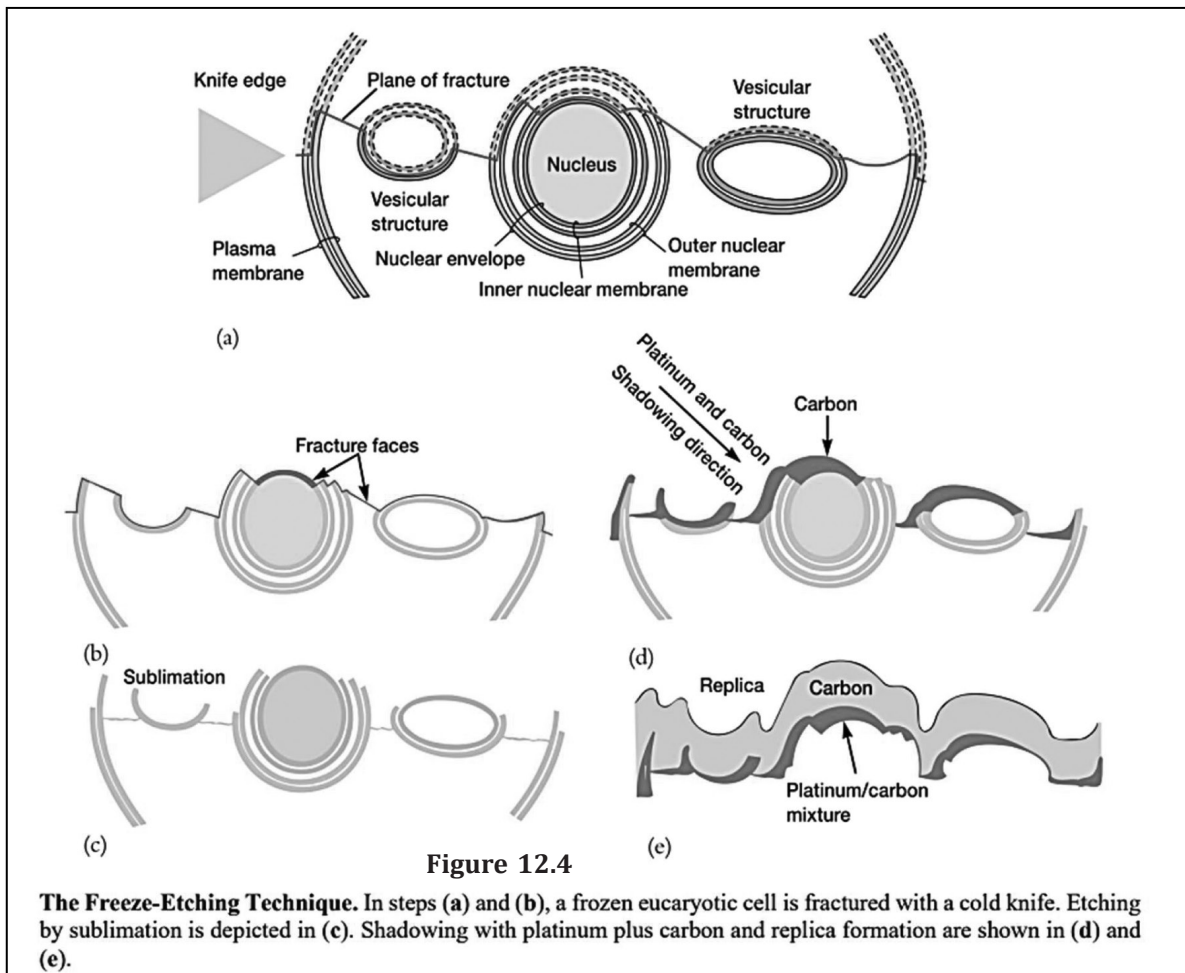 Knife edge
Plane of fracture
Vesicular
structure
Nucleus
Vesicular
structure
Plasma
membrane
Nuclear envelope
Inner nuclear membrane
Outer nuclear
membrane
(a)
Fracture faces
(b)
Platinum and carbon
Shadowing direction
Carbon
(d)
Sublimation
(c)
Replica
Carbon
Platinum/carbon
mixture
(e)
Figure 12.4
The Freeze-Etching Technique. In steps (a) and (b), a frozen eucaryotic cell is fractured with a cold knife. Etching
by sublimation is depicted in (c). Shadowing with platinum plus carbon and replica formation are shown in (d) and
(e).